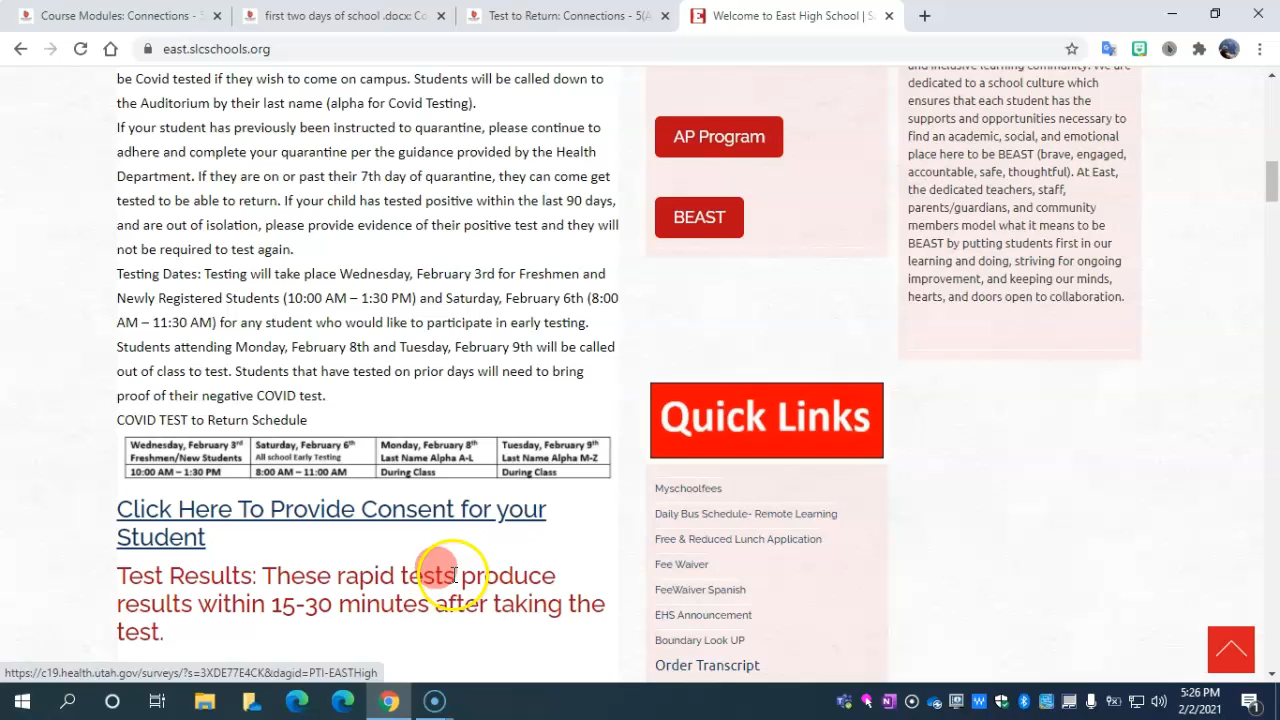 Course Modules: Connections - 5
first two days of school .docx: Co
Test to Return: Connections - 5(A
Welcome to East High School | Sa
east.slcschools.org
be Covid tested if they wish to come on campus. Students will be called down to
the Auditorium by their last name (alpha for Covid Testing).
If your student has previously been instructed to quarantine, please continue to
adhere and complete your quarantine per the guidance provided by the Health
Department. If they are on or past their 7th day of quarantine, they can come get
tested to be able to return. If your child has tested positive within the last 90 days,
and are out of isolation, please provide evidence of their positive test and they will
not be required to test again.
Testing Dates: Testing will take place Wednesday, February 3rd for Freshmen and
Newly Registered Students (10:00 AM – 1:30 PM) and Saturday, February 6th (8:00
AM – 11:30 AM) for any student who would like to participate in early testing.
Students attending Monday, February 8th and Tuesday, February 9th will be called
out of class to test. Students that have tested on prior days will need to bring
proof of their negative COVID test.
COVID TEST to Return Schedule
Wednesday, February 3rd Saturday, February 6th Monday, February 8th Tuesday, February 9th
Freshmen/New Students All school Early Testing Last Name Alpha A-L Last Name Alpha M-Z
10:00 AM – 1:30 PM 8:00 AM – 11:00 AM During Class During Class
Click Here To Provide Consent for your
Student
Test Results: These rapid tests produce
results within 15-30 minutes after taking the
test.
AP Program
BEAST
Quick Links
Myschoolfees
Daily Bus Schedule- Remote Learning
Free & Reduced Lunch Application
Fee Waiver
FeeWaiver Spanish
EHS Announcement
Boundary Look UP
Order Transcript
and inclusive learning community. We are
dedicated to a school culture which
ensures that each student has the
supports and opportunities necessary to
find an academic, social, and emotional
place here to be BEAST (brave, engaged,
accountable, safe, thoughtful). At East,
the dedicated teachers, staff,
parents/guardians, and community
members model what it means to be
BEAST by putting students first in our
learning and doing, striving for ongoing
improvement, and keeping our minds,
hearts, and doors open to collaboration.
https://c19.health.utah.gov/surveys/?s=3XDE77E4CK&dagid=PTI-EASTHigh
5:26 PM
2/2/2021